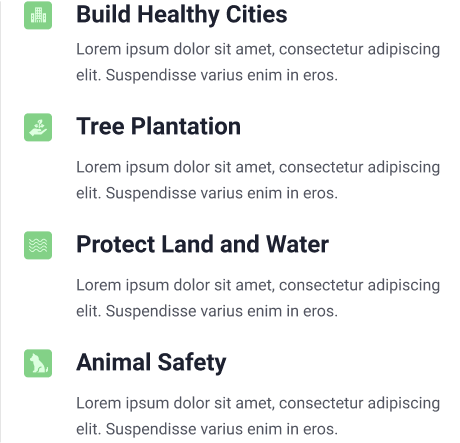 Build Healthy Cities
Lorem ipsum dolor sit amet, consectetur adipiscing
elit. Suspendisse varius enim in eros.
Tree Plantation
Lorem ipsum dolor sit amet, consectetur adipiscing
elit. Suspendisse varius enim in eros.
Protect Land and Water
Lorem ipsum dolor sit amet, consectetur adipiscing
elit. Suspendisse varius enim in eros.
Animal Safety
Lorem ipsum dolor sit amet, consectetur adipiscing
elit. Suspendisse varius enim in eros.